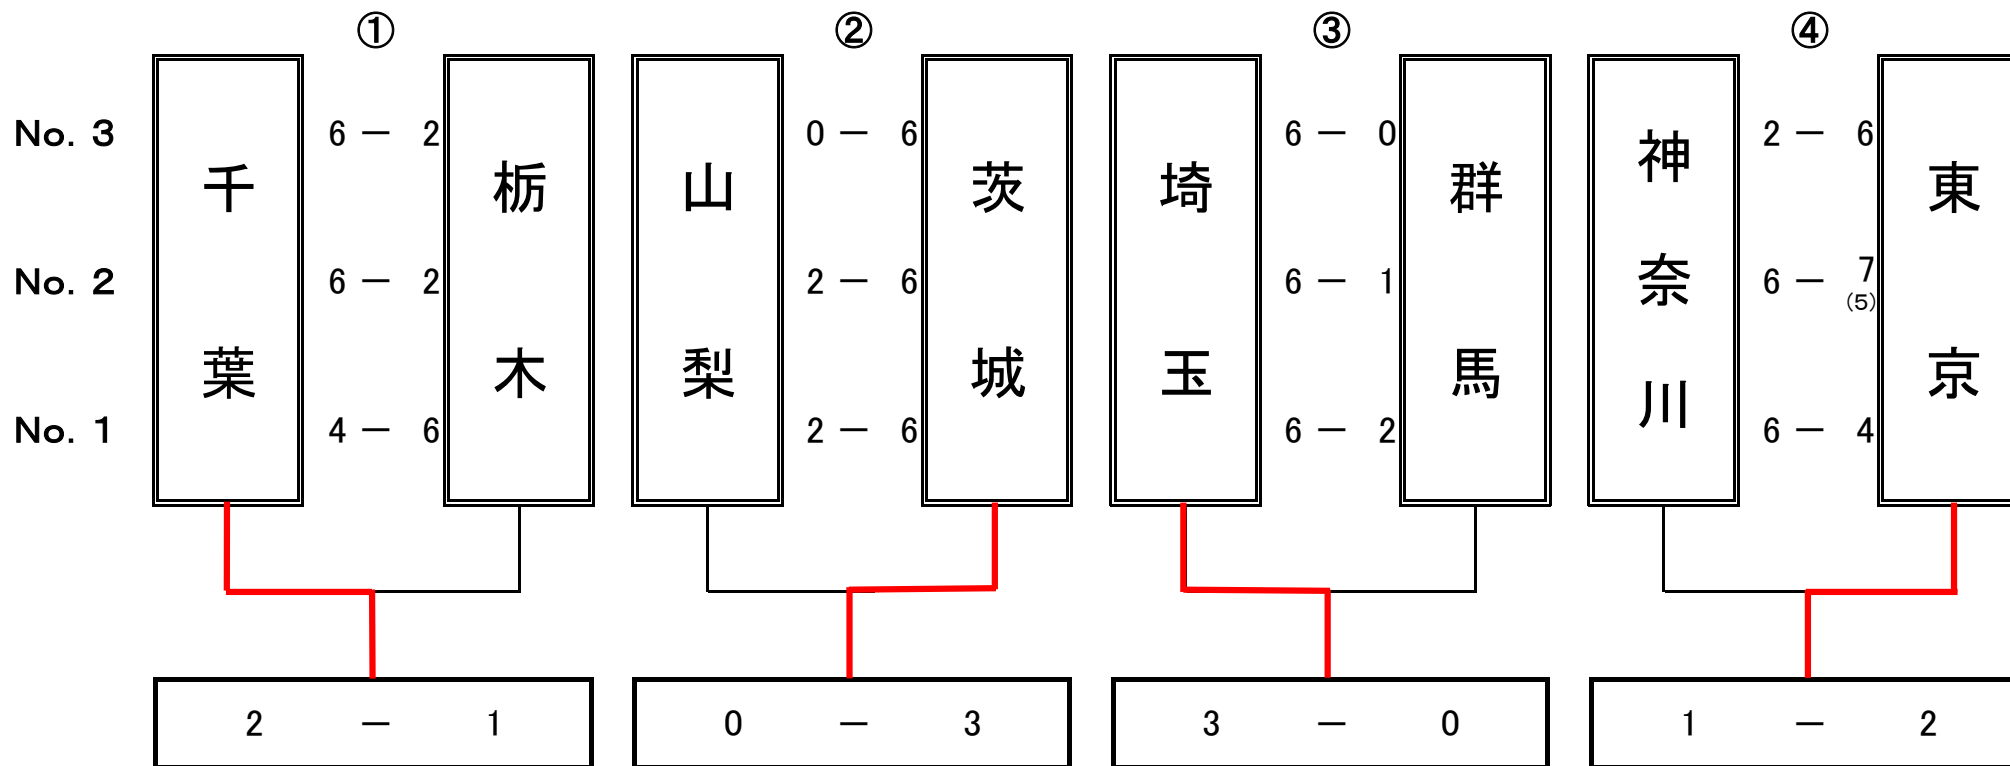 ① ② ③ ④
No. 3 6 － 2 0 － 6 6 － 0 2 － 6
千葉 栃木 山梨 茨城 埼玉 群馬 神奈川 東京
No. 2 6 － 2 2 － 6 6 － 1 6 － 7
(5)
No. 1 4 － 6 2 － 6 6 － 2 6 － 4
2 － 1 0 － 3 3 － 0 1 － 2